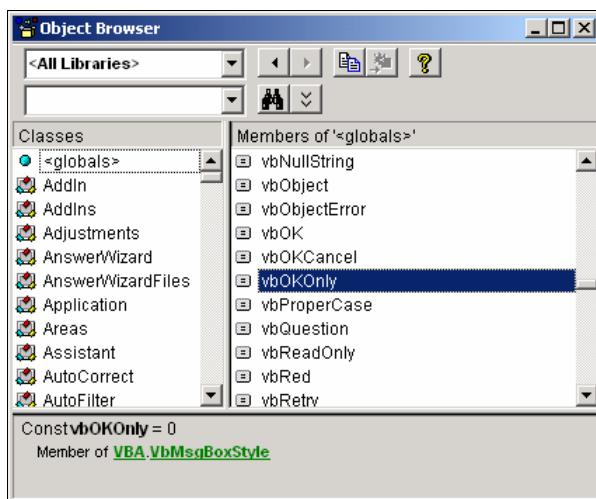 Object Browser
<All Libraries>
Classes
<globals>
AddIn
AddIns
Adjustments
AnswerWizard
AnswerWizardFiles
Application
Areas
Assistant
AutoCorrect
AutoFilter
Members of '<globals>'
vbNullString
vbObject
vbObjectError
vbOK
vbOKCancel
vbOKOnly
vbProperCase
vbQuestion
vbReadOnly
vbRed
vbRetry
Const vbOKOnly = 0
Member of VBA.VbMsgBoxStyle